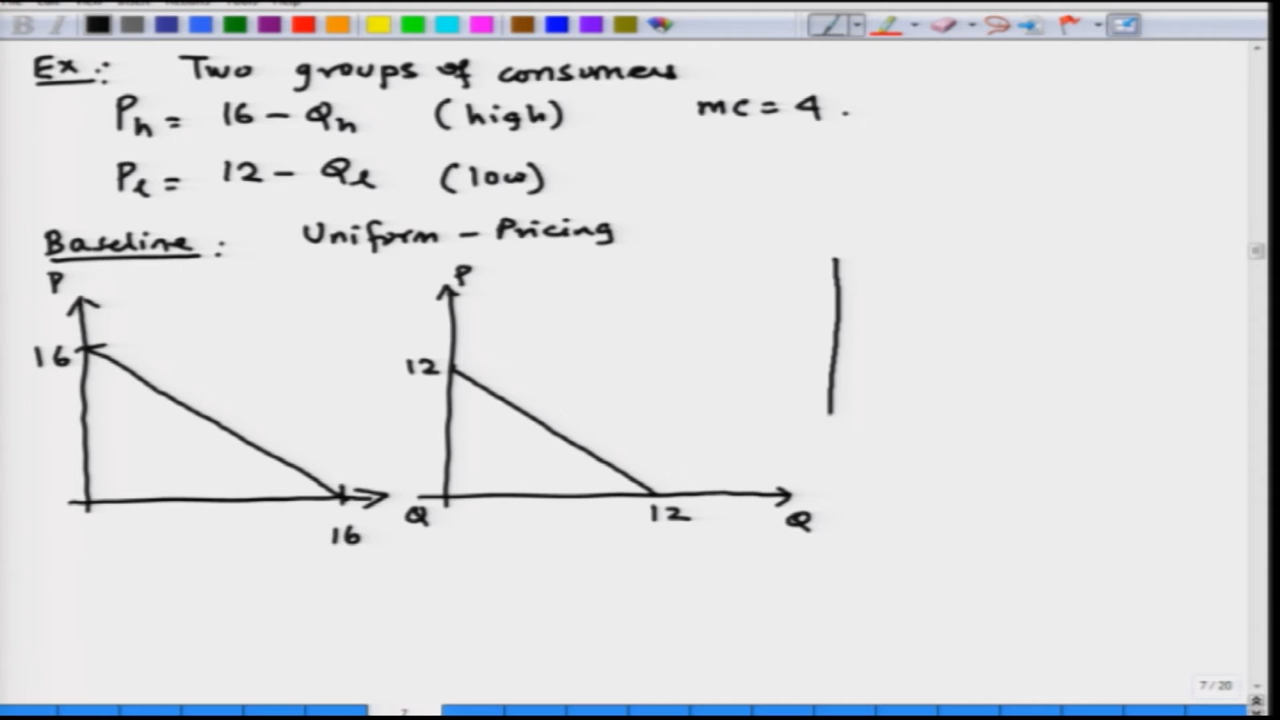 Ex: Two groups of consumers
Ph = 16 - Qh (high) mc = 4.
Pl = 12 - Ql (low)
Baseline: Uniform - Pricing
P
P
16
12
Q
12
Q
16
7 / 20
7